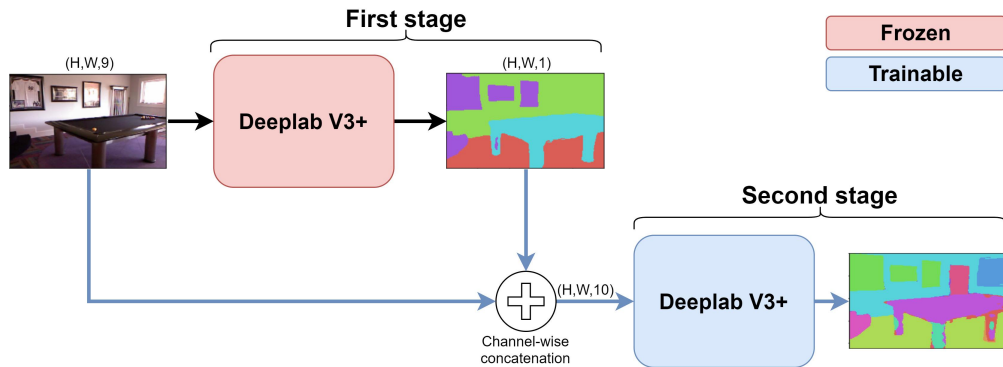 First stage
Frozen
Trainable
(H,W,9)
Deeplab V3+
(H,W,1)
Second stage
(H,W,10)
Deeplab V3+
Channel-wise
concatenation